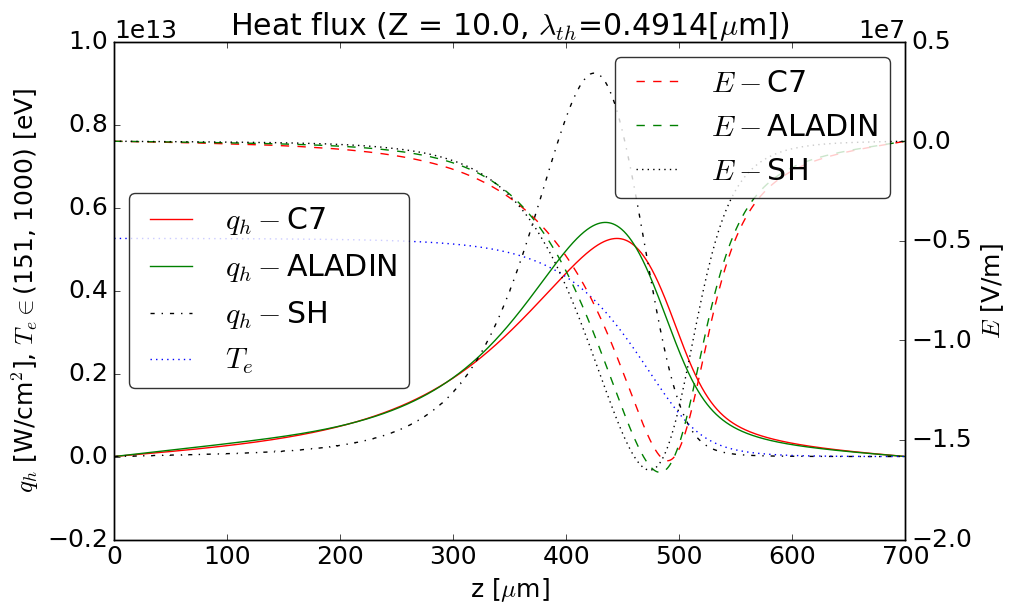 Heat flux (Z = 10.0, λ_th=0.4914[μm])
1e13
1e7
1.0
0.8
0.6
0.4
0.2
0.0
−0.2
q_h [W/cm²], T_e ∈ (151, 1000) [eV]
q_h − C7
q_h − ALADIN
q_h − SH
T_e
E − C7
E − ALADIN
E − SH
0.5
0.0
−0.5
−1.0
−1.5
−2.0
E [V/m]
0 100 200 300 400 500 600 700
z [μm]